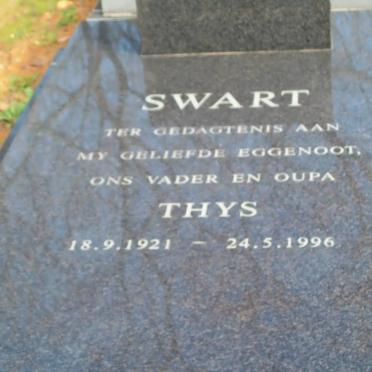 SWART
TER GEDAGTENIS AAN
MY GELIEFDE EGGENOOT,
ONS VADER EN OUPA
THYS
18.9.1921 – 24.5.1996